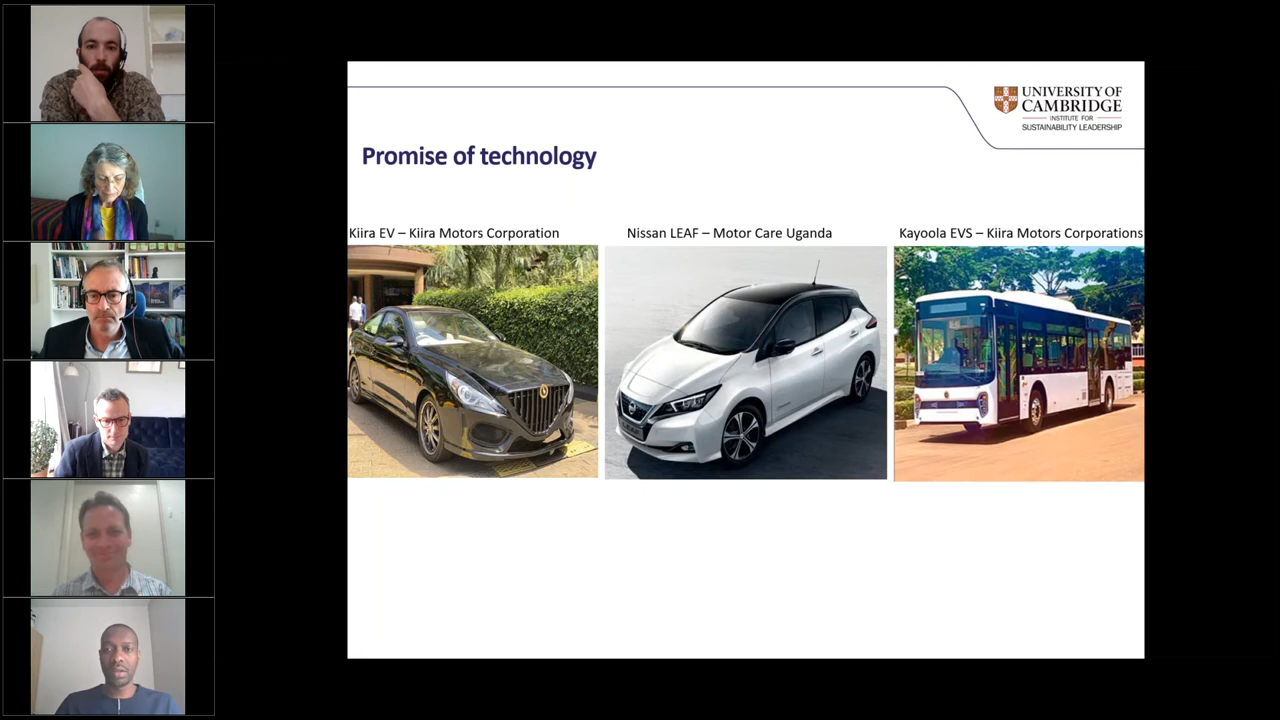 UNIVERSITY OF
CAMBRIDGE
INSTITUTE FOR
SUSTAINABILITY LEADERSHIP
Promise of technology
Kiira EV – Kiira Motors Corporation
Nissan LEAF – Motor Care Uganda
Kayoola EVS – Kiira Motors Corporations